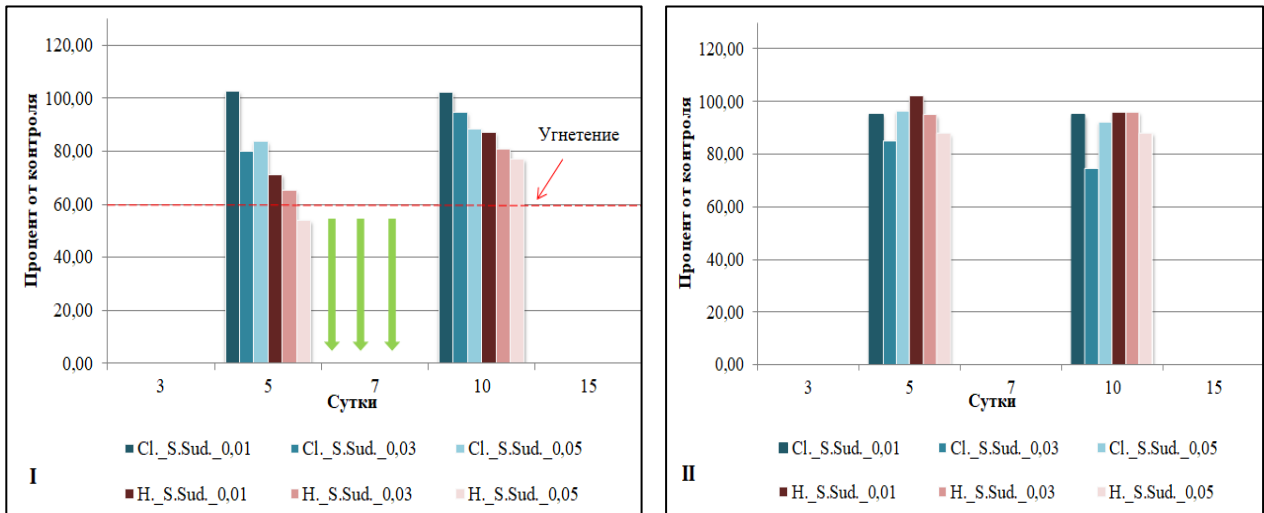 120,00
100,00
80,00
60,00
40,00
20,00
0,00
Процент от контроля
Угнетение
3 5 7 10 15
Сутки
Cl._S.Sud._0,01 Cl._S.Sud._0,03 Cl._S.Sud._0,05
H._S.Sud._0,01 H._S.Sud._0,03 H._S.Sud._0,05
I
120,00
100,00
80,00
60,00
40,00
20,00
0,00
Процент от контроля
3 5 7 10 15
Сутки
Cl._S.Sud._0,01 Cl._S.Sud._0,03 Cl._S.Sud._0,05
H._S.Sud._0,01 H._S.Sud._0,03 H._S.Sud._0,05
II